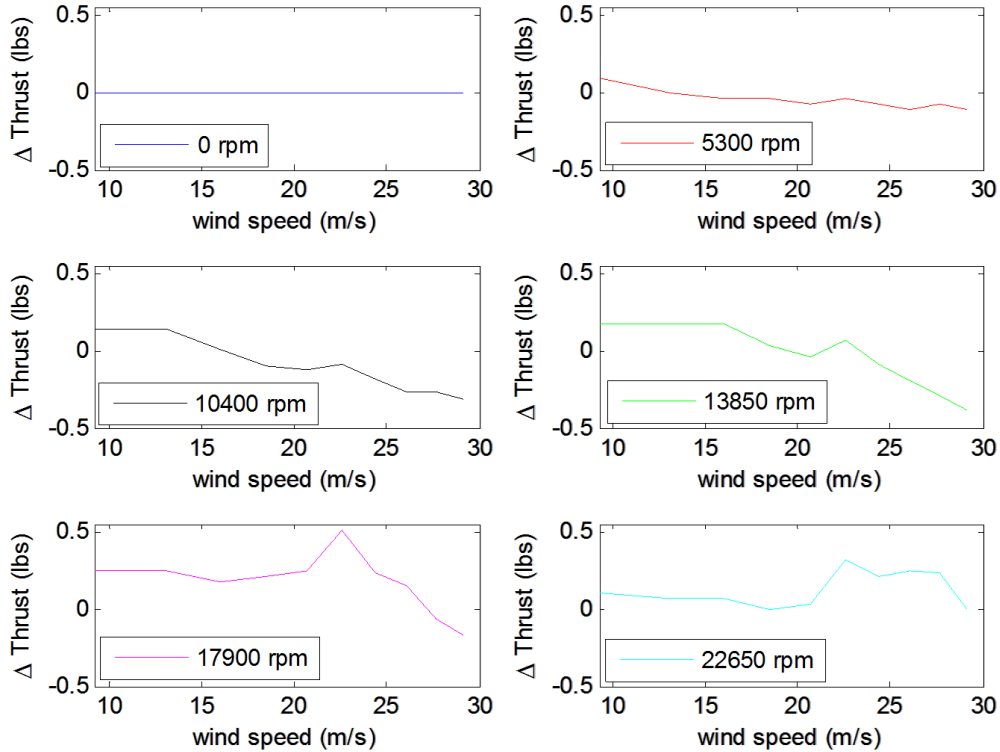 0.5
0
-0.5
Δ Thrust (lbs)
0 rpm
10 15 20 25 30
wind speed (m/s)
0.5
0
-0.5
Δ Thrust (lbs)
5300 rpm
10 15 20 25 30
wind speed (m/s)
0.5
0
-0.5
Δ Thrust (lbs)
10400 rpm
10 15 20 25 30
wind speed (m/s)
0.5
0
-0.5
Δ Thrust (lbs)
13850 rpm
10 15 20 25 30
wind speed (m/s)
0.5
0
-0.5
Δ Thrust (lbs)
17900 rpm
10 15 20 25 30
wind speed (m/s)
0.5
0
-0.5
Δ Thrust (lbs)
22650 rpm
10 15 20 25 30
wind speed (m/s)